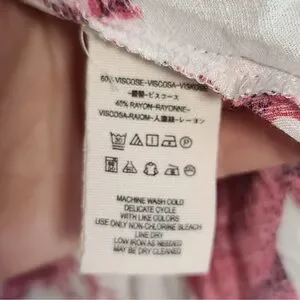 60% VISCOSE-VISCOSA-VISKOSE
ビスコース
40% RAYON-RAYONNE-
VISCOSA-RAION-人造絲-レーヨン
MACHINE WASH COLD
DELICATE CYCLE
WITH LIKE COLORS
USE ONLY NON-CHLORINE BLEACH
LINE DRY
LOW IRON AS NEEDED
MAY BE DRY CLEANED